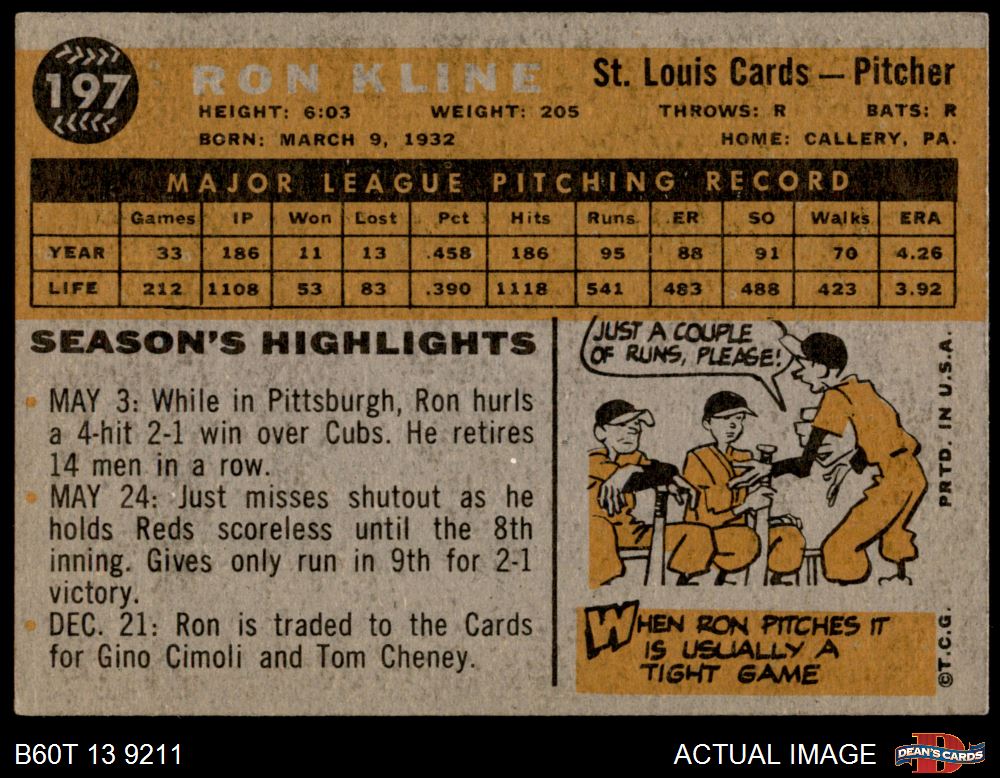 197
RON KLINE St. Louis Cards — Pitcher
HEIGHT: 6:03 WEIGHT: 205 THROWS: R BATS: R
BORN: MARCH 9, 1932 HOME: CALLERY, PA.
MAJOR LEAGUE PITCHING RECORD
Games IP Won Lost Pct Hits Runs ER SO Walks ERA
YEAR 33 186 11 13 .458 186 95 88 91 70 4.26
LIFE 212 1108 53 83 .390 1118 541 483 488 423 3.92
SEASON'S HIGHLIGHTS
• MAY 3: While in Pittsburgh, Ron hurls
a 4-hit 2-1 win over Cubs. He retires
14 men in a row.
• MAY 24: Just misses shutout as he
holds Reds scoreless until the 8th
inning. Gives only run in 9th for 2-1
victory.
• DEC. 21: Ron is traded to the Cards
for Gino Cimoli and Tom Cheney.
JUST A COUPLE
OF RUNS, PLEASE!
WHEN RON PITCHES IT
IS USUALLY A
TIGHT GAME
PRTD. IN U.S.A.
©T.C.G.
B60T 13 9211
ACTUAL IMAGE
DEAN'S CARDS